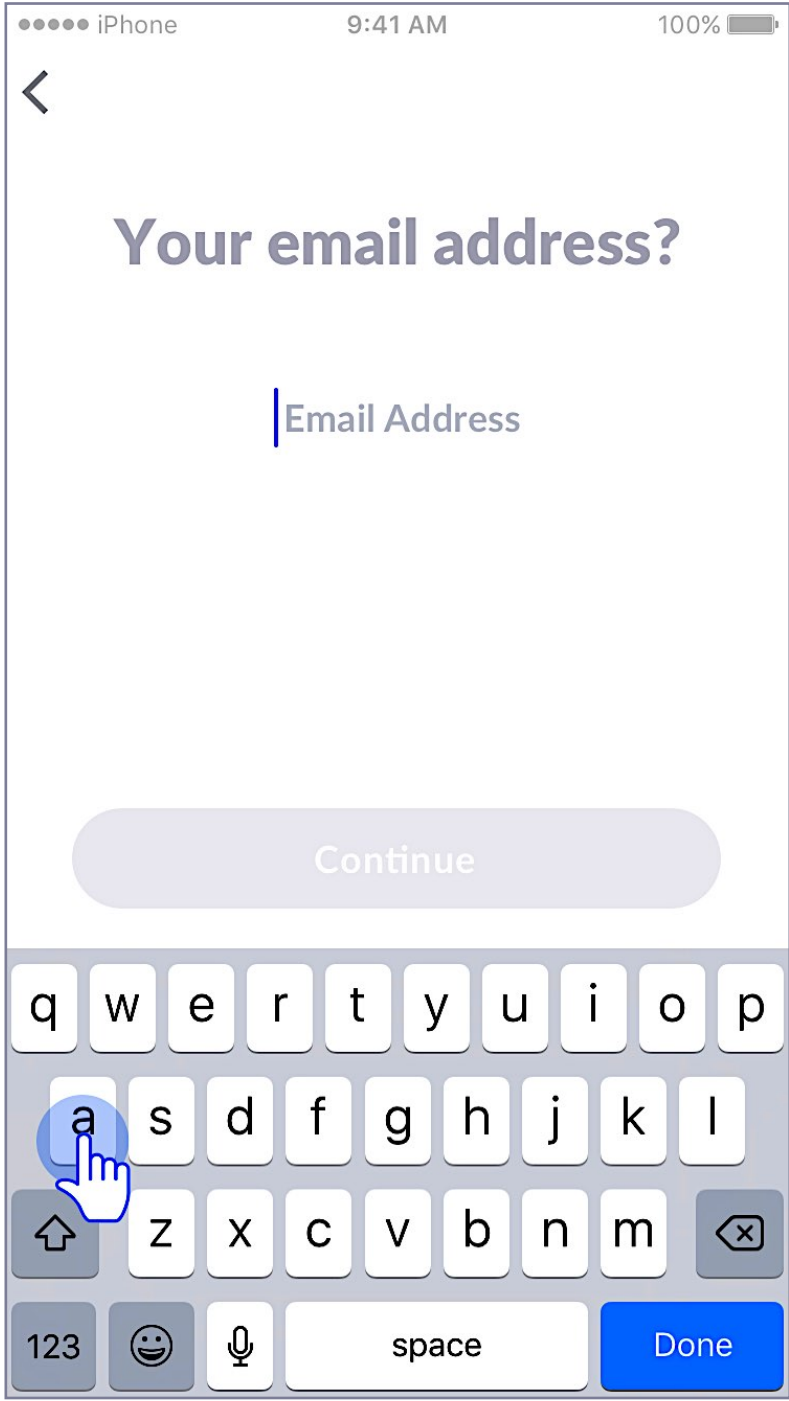 iPhone 9:41 AM 100%
Your email address?
Email Address
Continue
q w e r t y u i o p
a s d f g h j k l
z x c v b n m
123 space Done